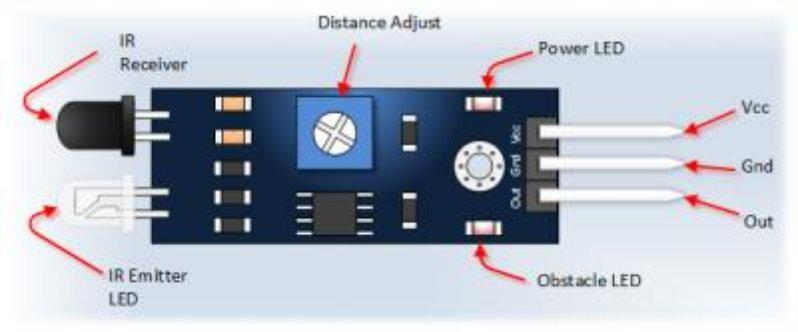 Distance Adjust
IR
Receiver
Power LED
Vcc
Vcc
Gnd
Gnd
Out
Out
IR Emitter
LED
Obstacle LED